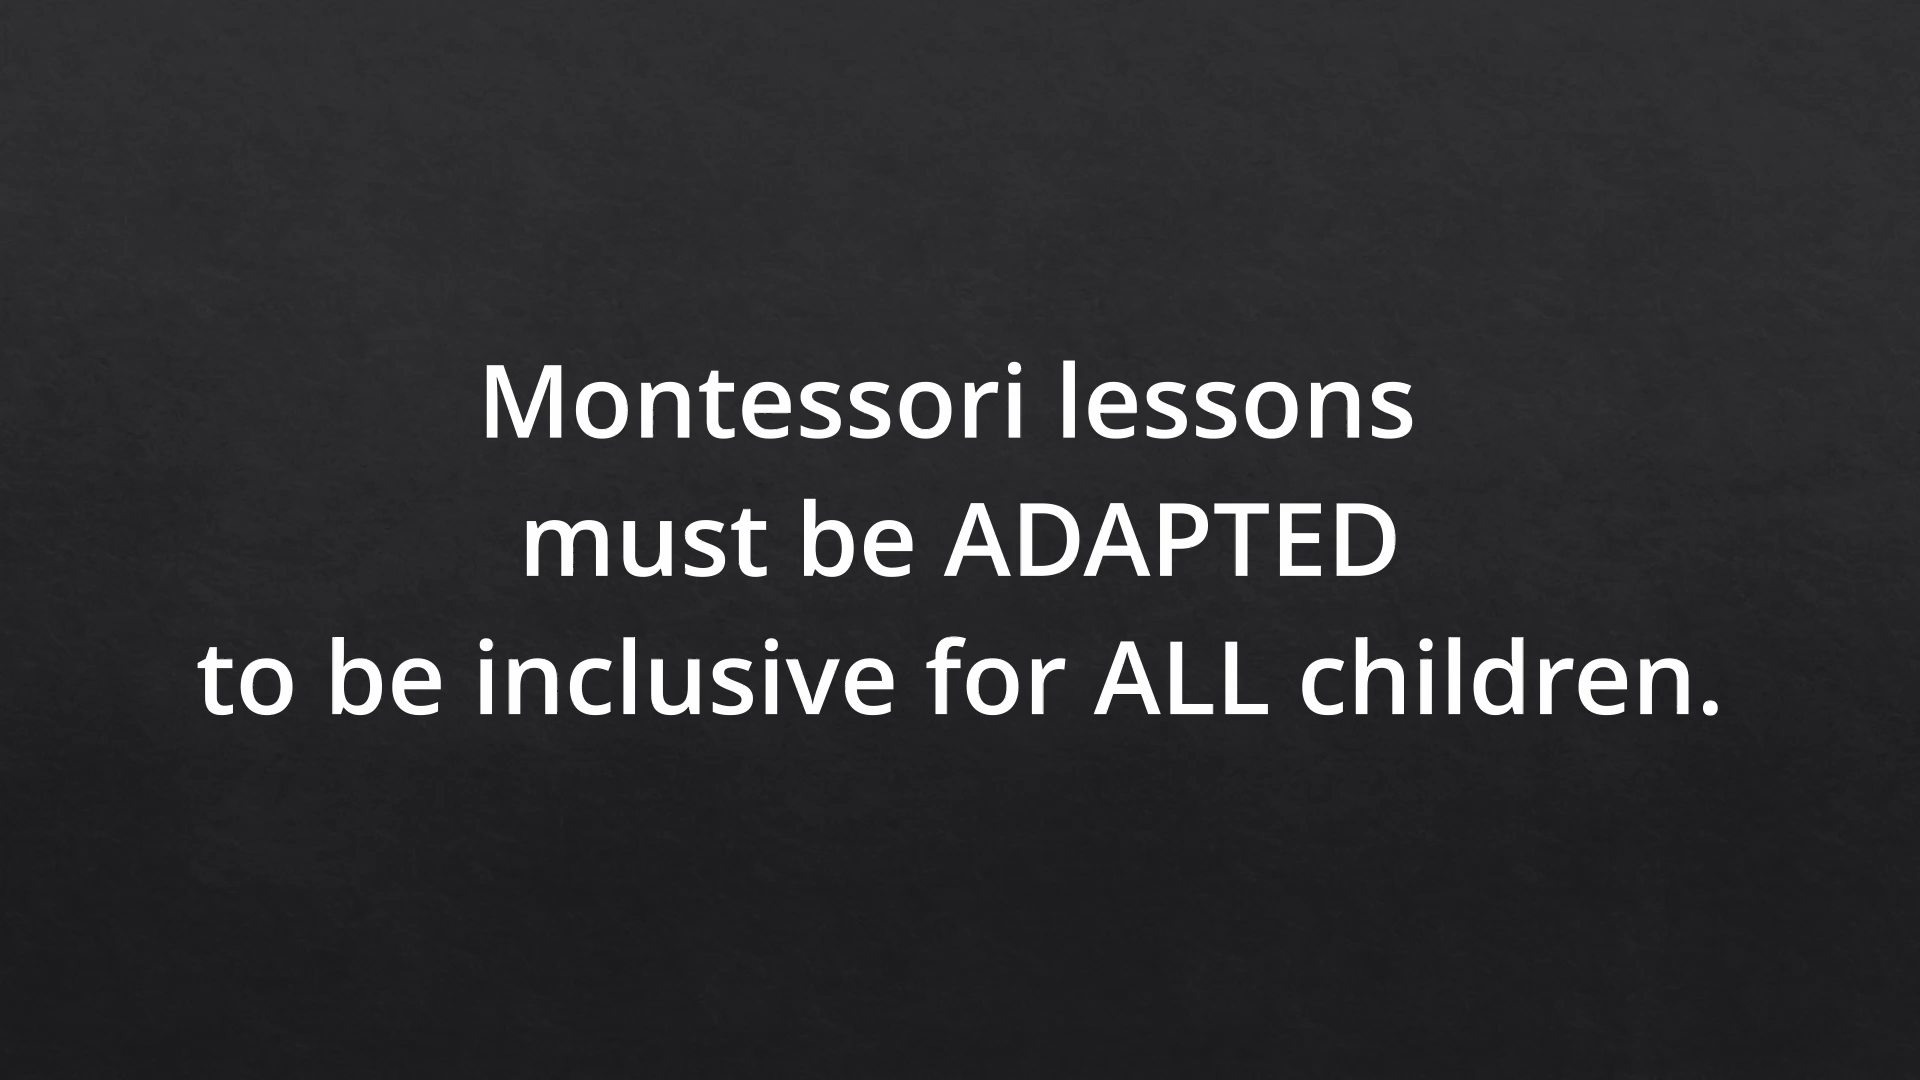 Montessori lessons
must be ADAPTED
to be inclusive for ALL children.